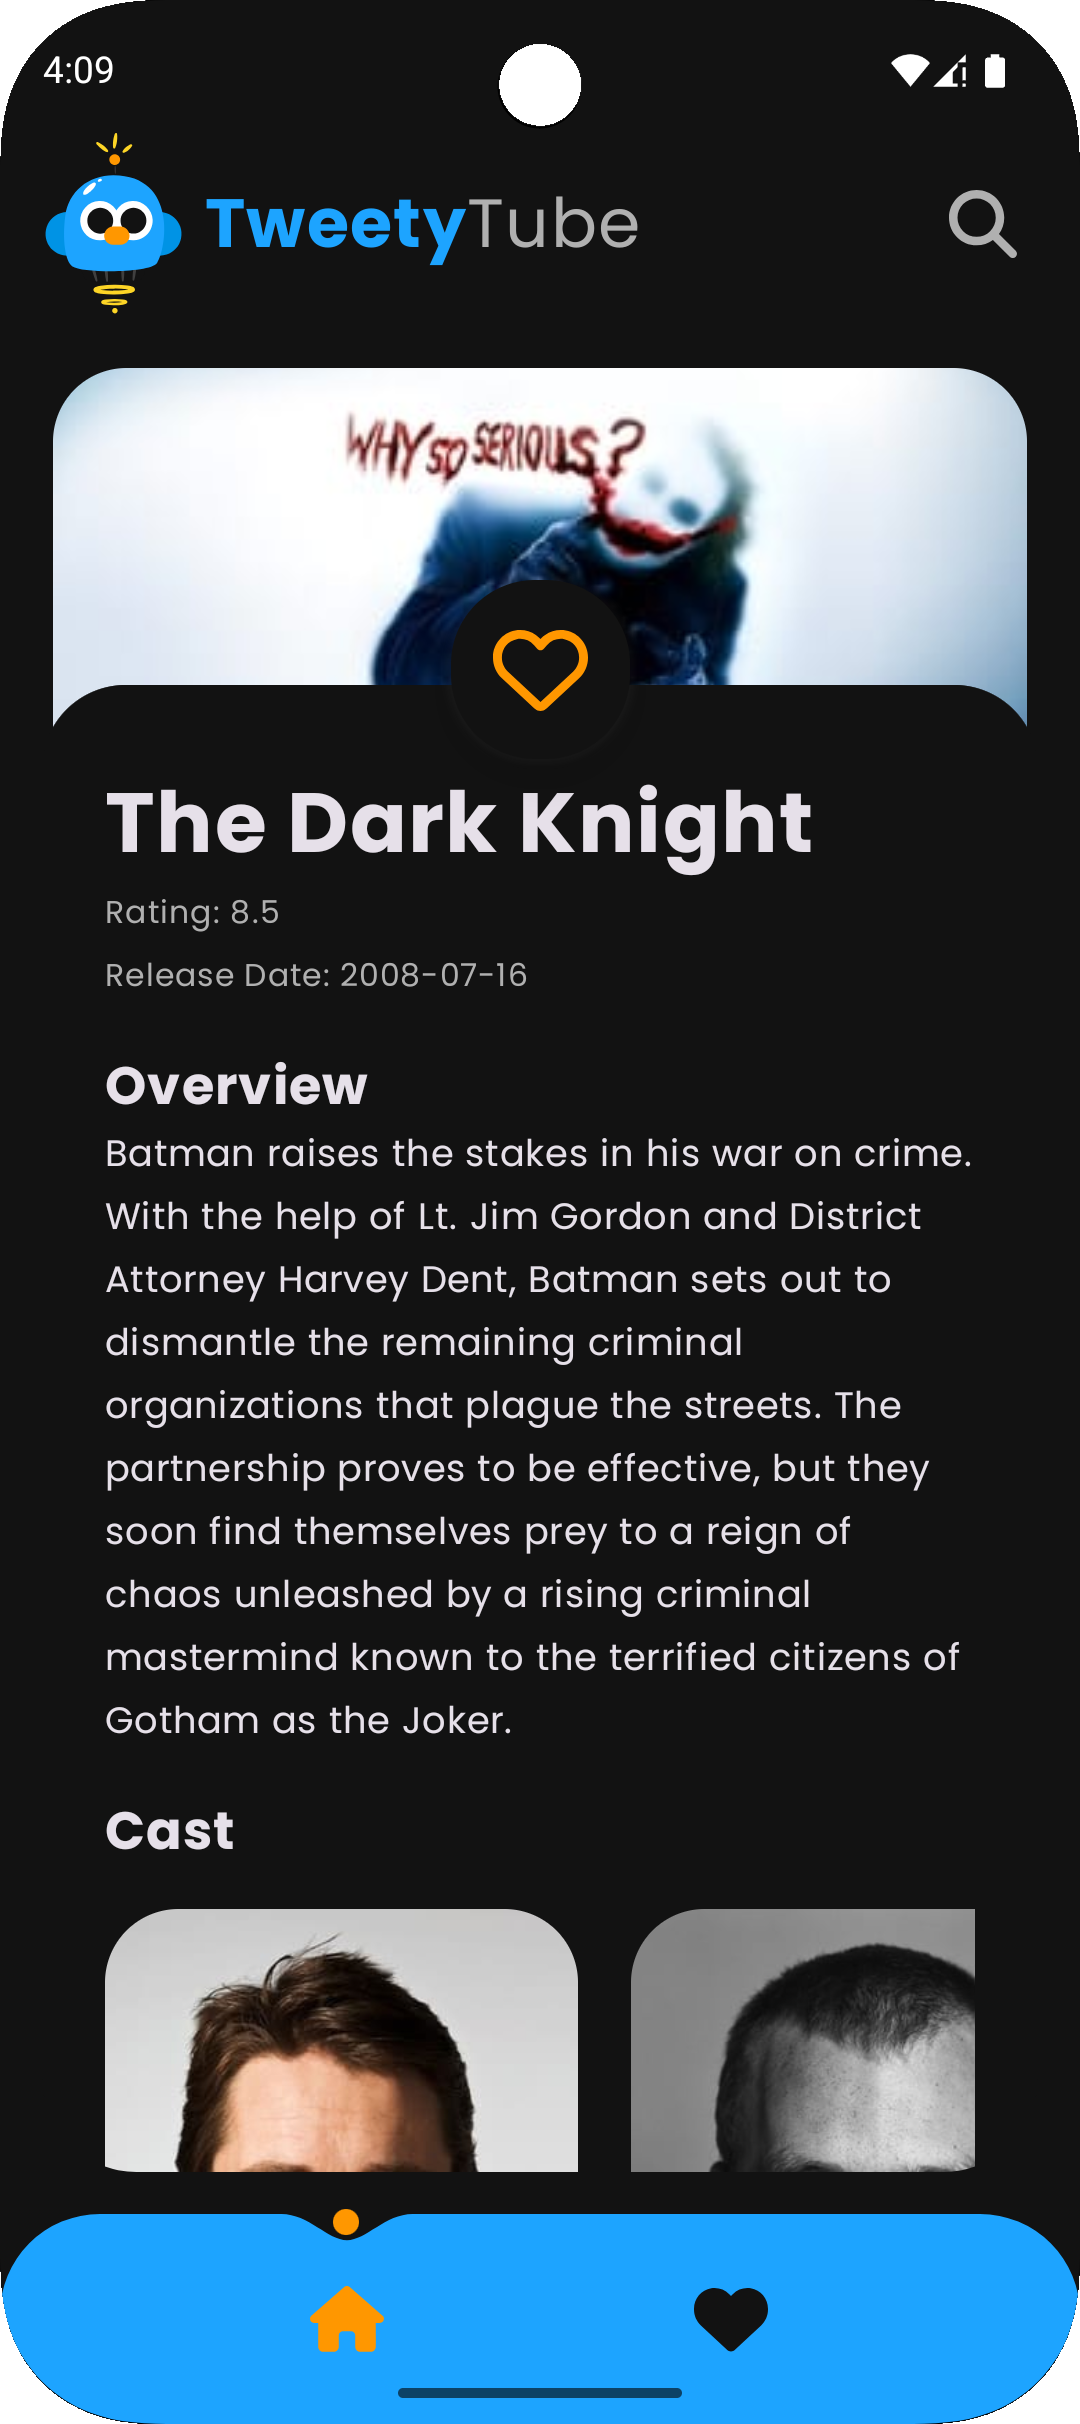 4:09
TweetyTube
WHY SO SERIOUS?
The Dark Knight
Rating: 8.5
Release Date: 2008-07-16
Overview
Batman raises the stakes in his war on crime.
With the help of Lt. Jim Gordon and District
Attorney Harvey Dent, Batman sets out to
dismantle the remaining criminal
organizations that plague the streets. The
partnership proves to be effective, but they
soon find themselves prey to a reign of
chaos unleashed by a rising criminal
mastermind known to the terrified citizens of
Gotham as the Joker.
Cast